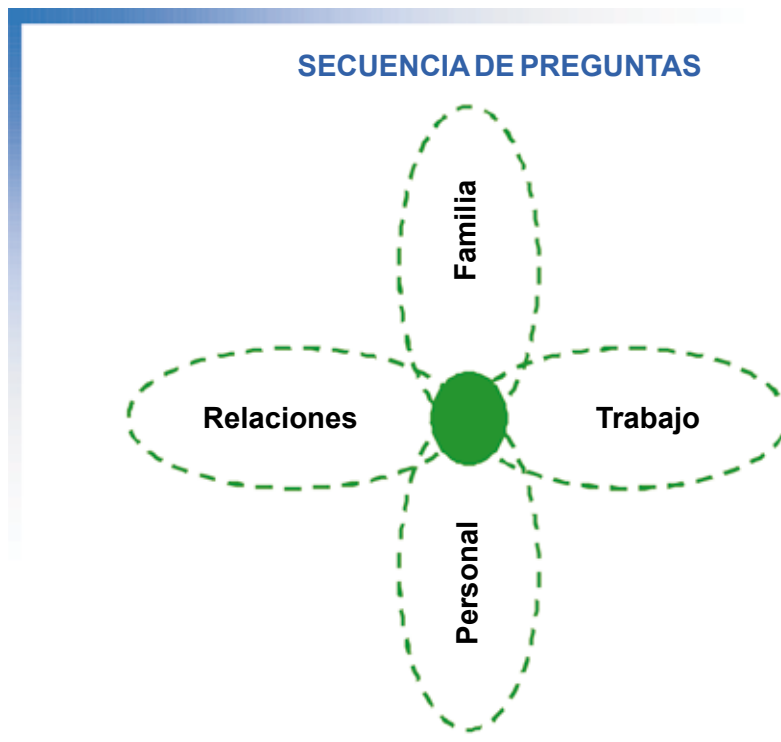 SECUENCIA DE PREGUNTAS
Familia
Relaciones
Trabajo
Personal